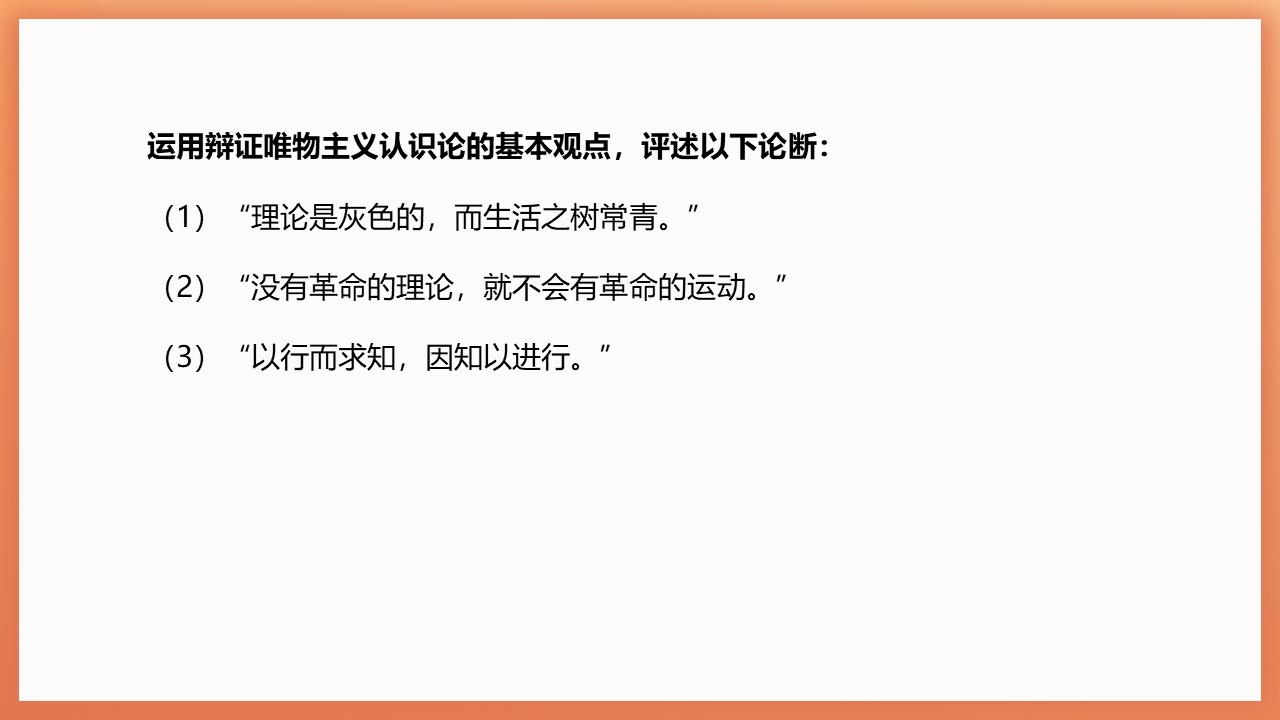 运用辩证唯物主义认识论的基本观点，评述以下论断：
（1）“理论是灰色的，而生活之树常青。”
（2）“没有革命的理论，就不会有革命的运动。”
（3）“以行而求知，因知以进行。”